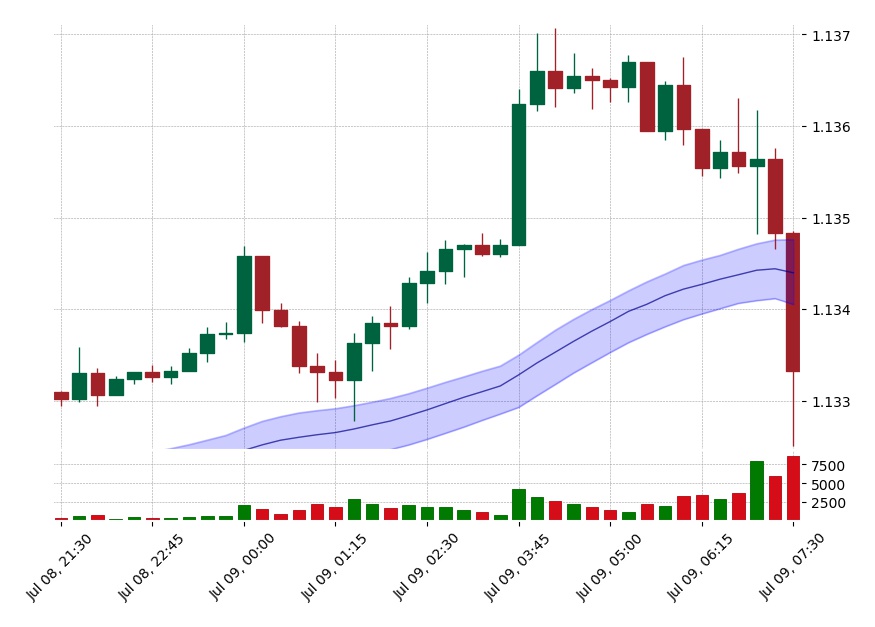 1.137
1.136
1.135
1.134
1.133
7500
5000
2500
Jul 08, 21:30
Jul 08, 22:45
Jul 09, 00:00
Jul 09, 01:15
Jul 09, 02:30
Jul 09, 03:45
Jul 09, 05:00
Jul 09, 06:15
Jul 09, 07:30